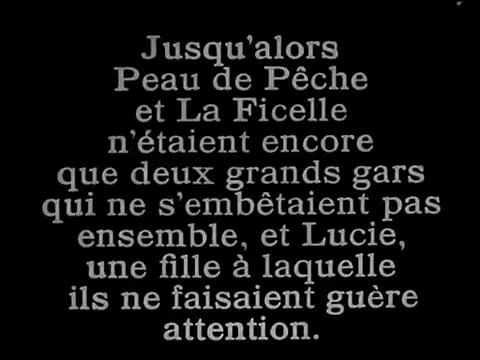 Jusqu'alors
Peau de Pêche
et La Ficelle
n'étaient encore
que deux grands gars
qui ne s'embêtaient pas
ensemble, et Lucie,
une fille à laquelle
ils ne faisaient guère
attention.